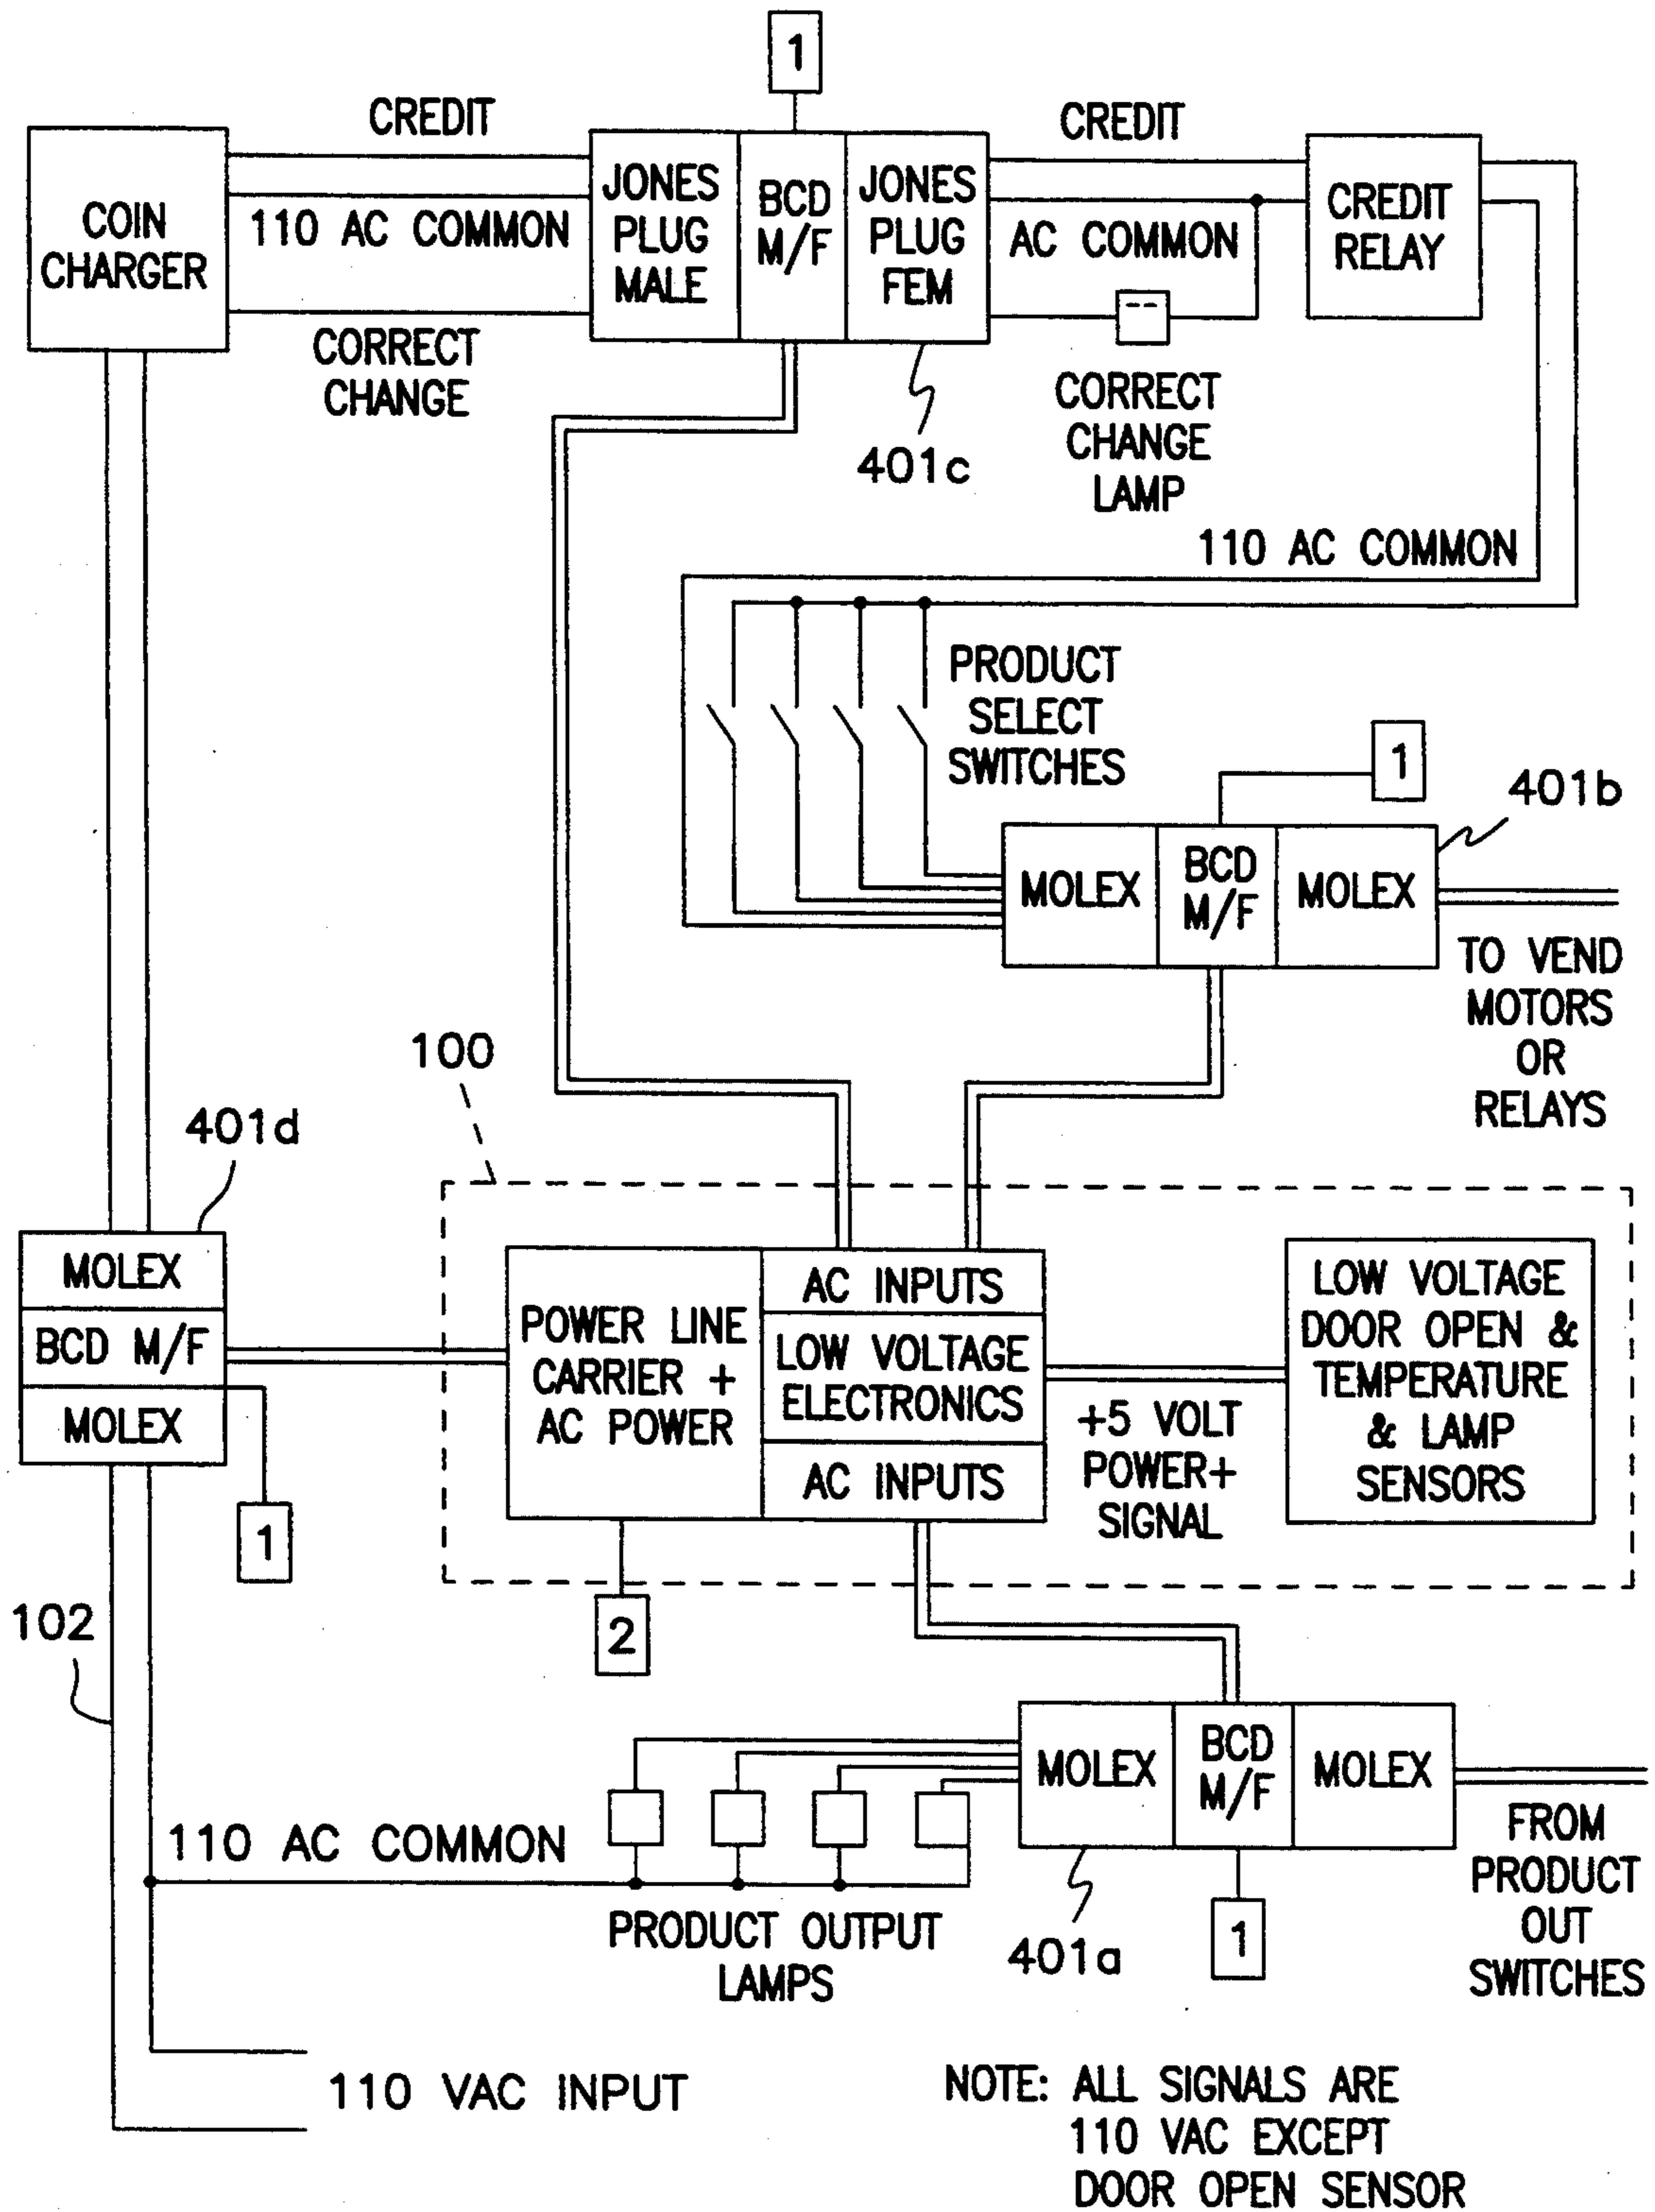 1
CREDIT
CREDIT
COIN
CHARGER
110 AC COMMON
JONES
PLUG
MALE
BCD
M/F
JONES
PLUG
FEM
AC COMMON
CREDIT
RELAY
CORRECT
CHANGE
401c
CORRECT
CHANGE
LAMP
110 AC COMMON
PRODUCT
SELECT
SWITCHES
1
401b
MOLEX
BCD
M/F
MOLEX
TO VEND
MOTORS
OR
RELAYS
100
401d
MOLEX
BCD M/F
MOLEX
1
POWER LINE
CARRIER +
AC POWER
AC INPUTS
LOW VOLTAGE
ELECTRONICS
AC INPUTS
+5 VOLT
POWER+
SIGNAL
LOW VOLTAGE
DOOR OPEN &
TEMPERATURE
& LAMP
SENSORS
2
102
MOLEX
BCD
M/F
MOLEX
110 AC COMMON
PRODUCT OUTPUT
LAMPS
401a
1
FROM
PRODUCT
OUT
SWITCHES
110 VAC INPUT
NOTE: ALL SIGNALS ARE
110 VAC EXCEPT
DOOR OPEN SENSOR